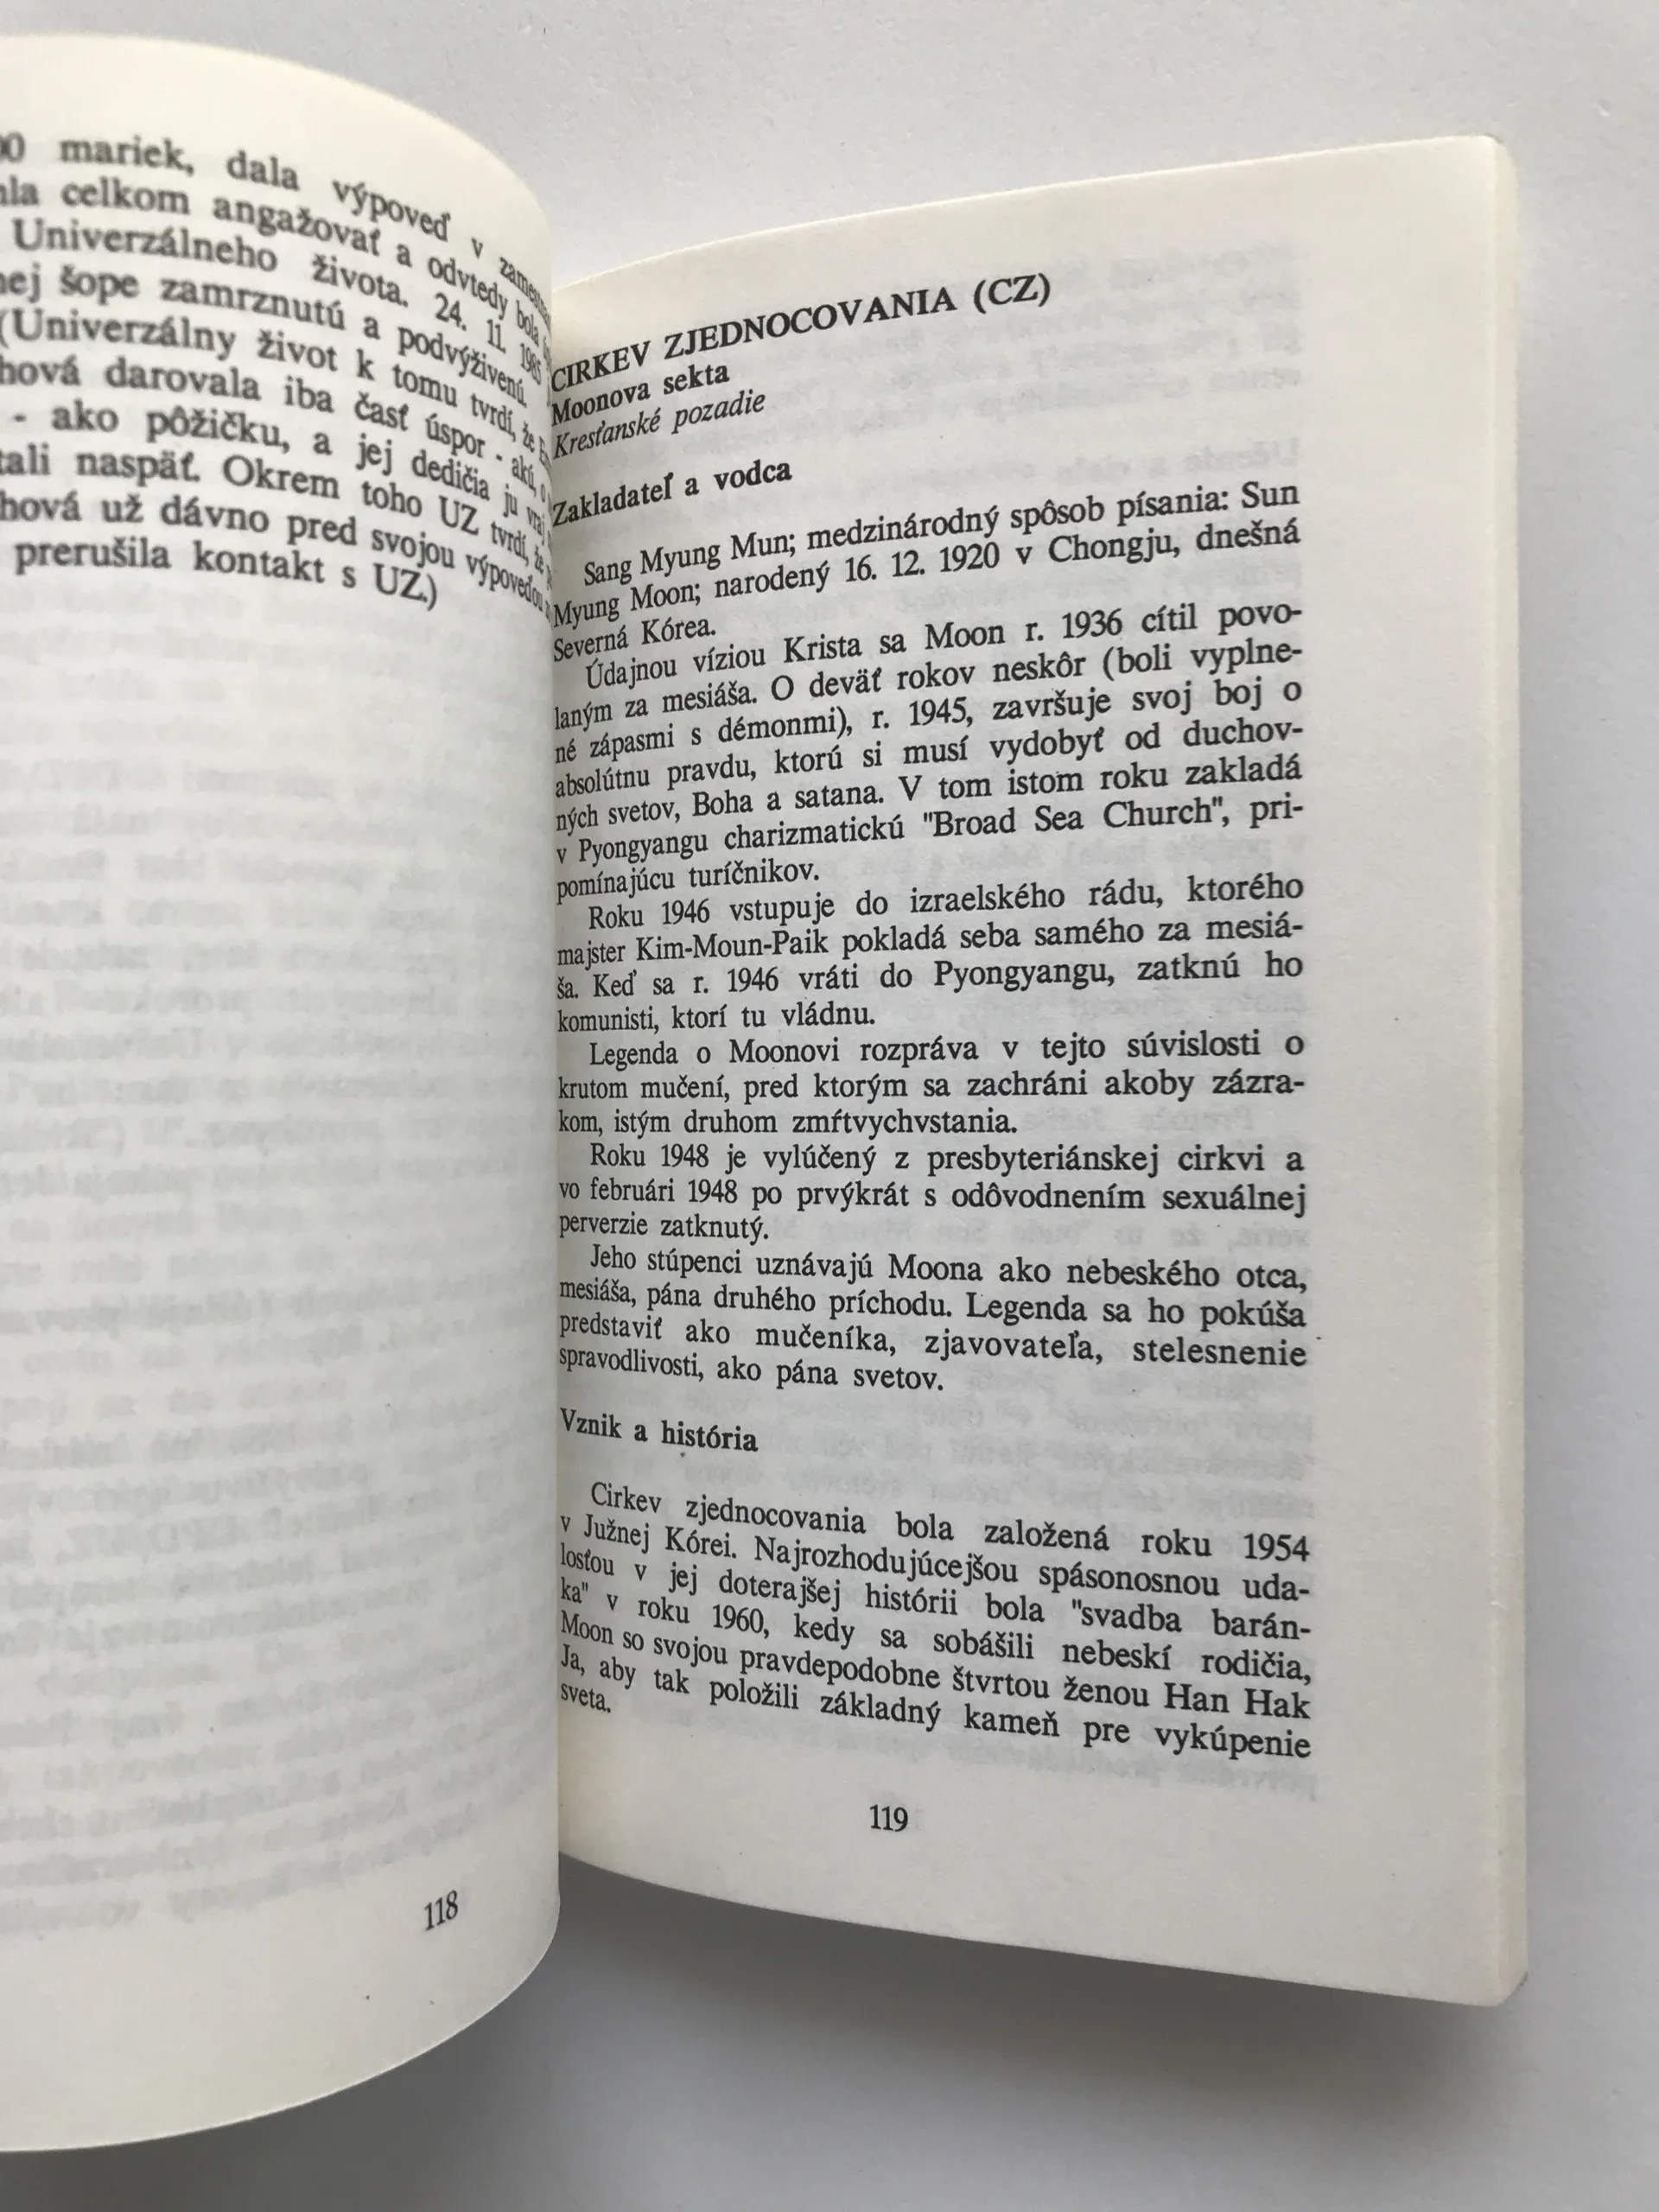 00 mariek, dala výpoveď v
celkom angažovať a odvtedy bola
Univerzálneho života. 24. 11. 1985
šope zamrznutú a podvýživenú.
(Univerzálny život k tomu tvrdí, že
darovala iba časť úspor - akú, o
- ako pôžičku, a jej dedičia ju vraj
naspäť. Okrem toho UZ tvrdí, že
už dávno pred svojou výpoveďou
prerušila kontakt s UZ.)
118
CIRKEV ZJEDNOCOVANIA (CZ)
Moonova sekta
Kresťanské pozadie
Zakladateľ a vodca
Sang Myung Mun; medzinárodný spôsob písania: Sun
Myung Moon; narodený 16. 12. 1920 v Chongju, dnešná
Severná Kórea.
Údajnou víziou Krista sa Moon r. 1936 cítil povo-
laným za mesiáša. O deväť rokov neskôr (boli vyplne-
né zápasmi s démonmi), r. 1945, završuje svoj boj o
absolútnu pravdu, ktorú si musí vydobyť od duchov-
ných svetov, Boha a satana. V tom istom roku zakladá
v Pyongyangu charizmatickú "Broad Sea Church", pri-
pomínajúcu turíčnikov.
Roku 1946 vstupuje do izraelského rádu, ktorého
majster Kim-Moun-Paik pokladá seba samého za mesiá-
ša. Keď sa r. 1946 vráti do Pyongyangu, zatknú ho
komunisti, ktorí tu vládnu.
Legenda o Moonovi rozpráva v tejto súvislosti o
krutom mučení, pred ktorým sa zachráni akoby zázra-
kom, istým druhom zmŕtvychvstania.
Roku 1948 je vylúčený z presbyteriánskej cirkvi a
vo februári 1948 po prvýkrát s odôvodnením sexuálnej
perverzie zatknutý.
Jeho stúpenci uznávajú Moona ako nebeského otca,
mesiáša, pána druhého príchodu. Legenda sa ho pokúša
predstaviť ako mučeníka, zjavovateľa, stelesnenie
spravodlivosti, ako pána svetov.
Vznik a história
Cirkev zjednocovania bola založená roku 1954
v Južnej Kórei. Najrozhodujúcejšou spásonosnou uda-
losťou v jej doterajšej histórii bola "svadba barán-
ka" v roku 1960, kedy sa sobášili nebeskí rodičia,
Moon so svojou pravdepodobne štvrtou ženou Han Hak
Ja, aby tak položili základný kameň pre vykúpenie
sveta.
119